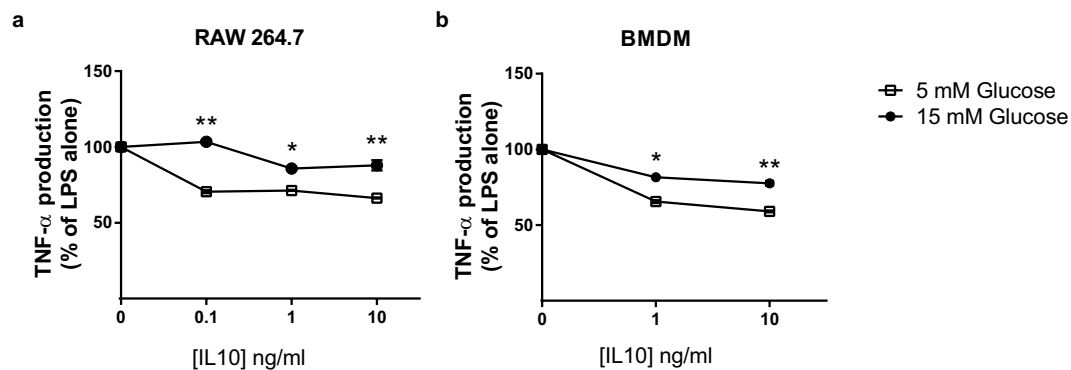 a
RAW 264.7
TNF-α production
(% of LPS alone)
150
100
50
**
*
**
0
0.1
1
10
[IL10] ng/ml
b
BMDM
TNF-α production
(% of LPS alone)
150
100
50
*
**
0
1
10
[IL10] ng/ml
5 mM Glucose
15 mM Glucose